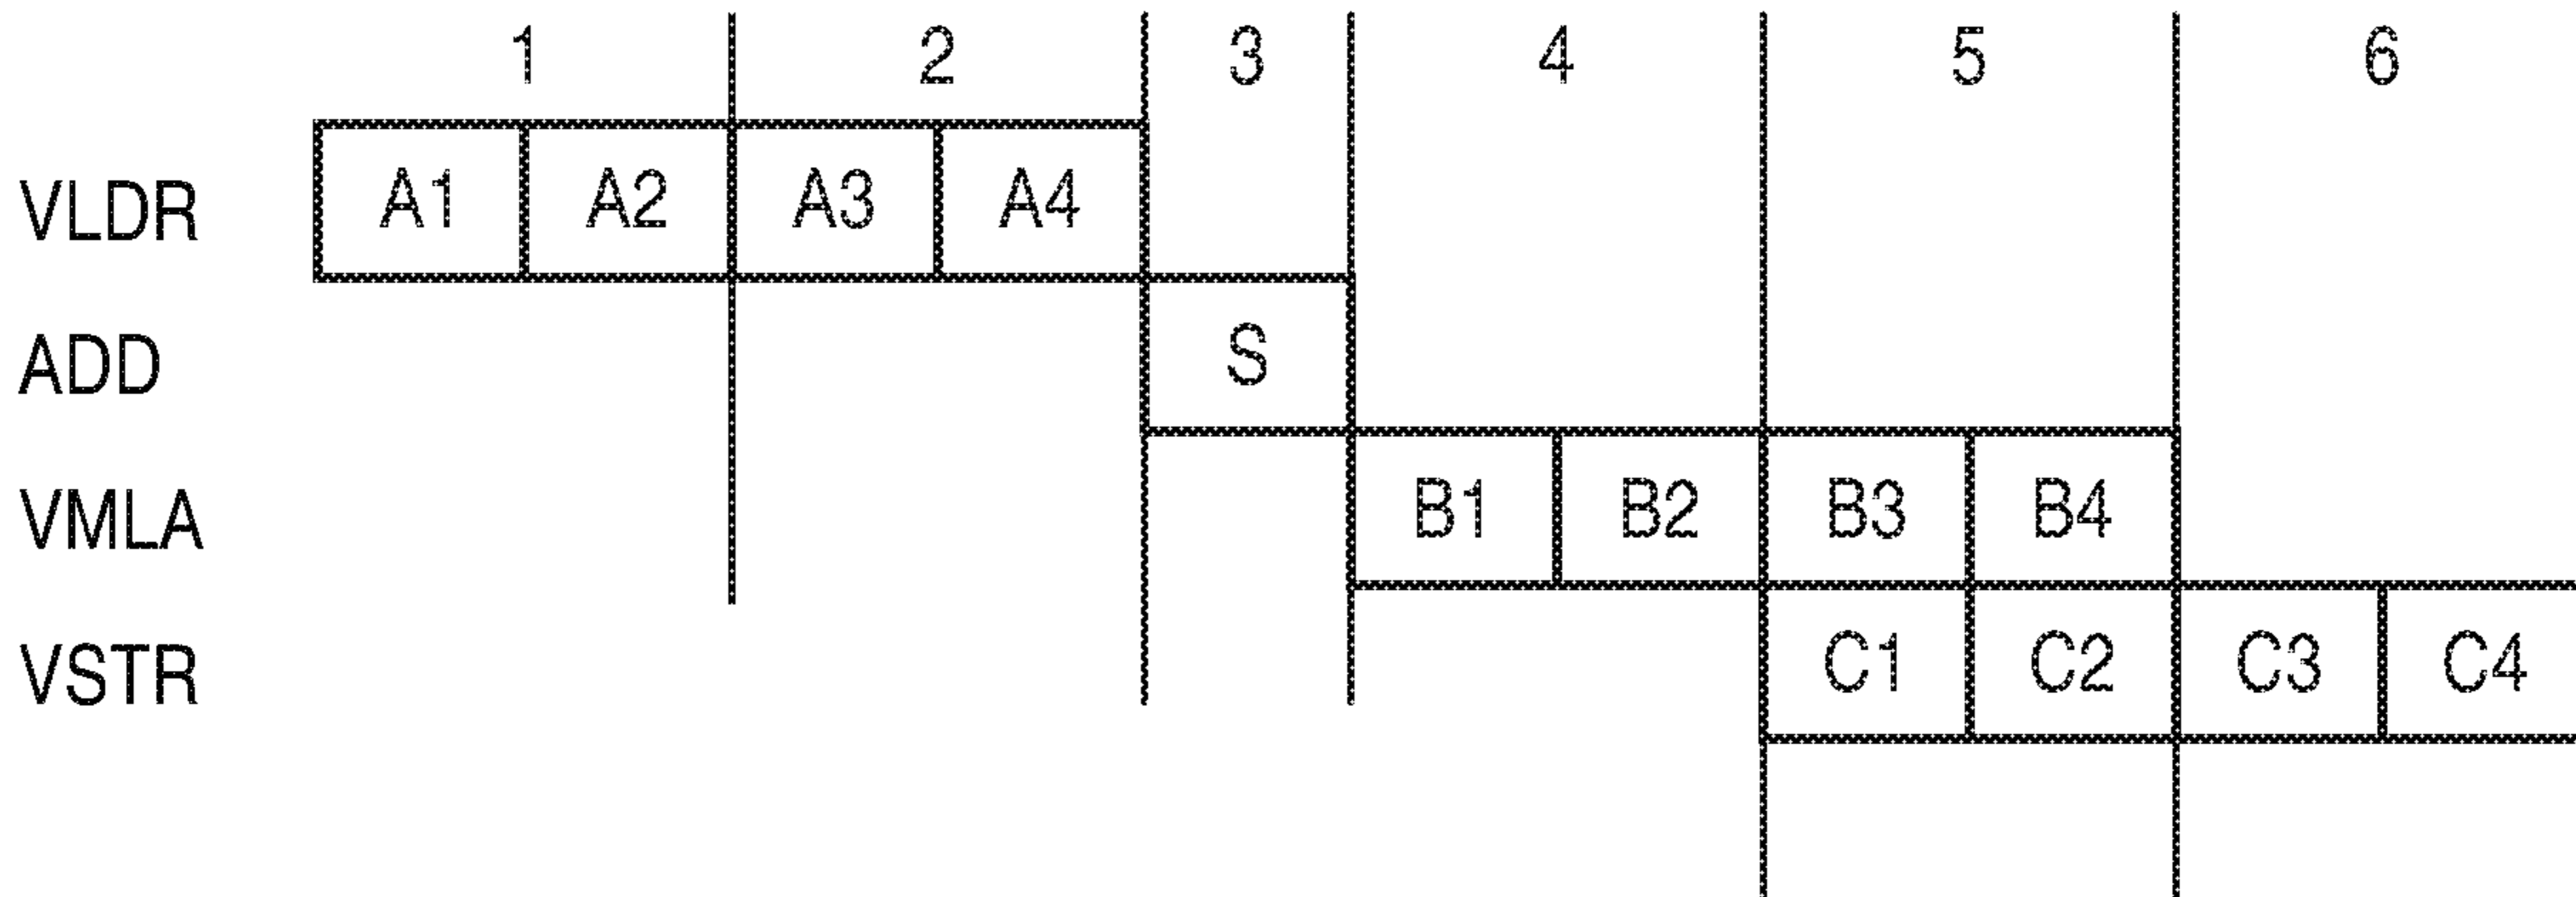 1 2 3 4 5 6
VLDR A1 A2 A3 A4
ADD S
VMLA B1 B2 B3 B4
VSTR C1 C2 C3 C4